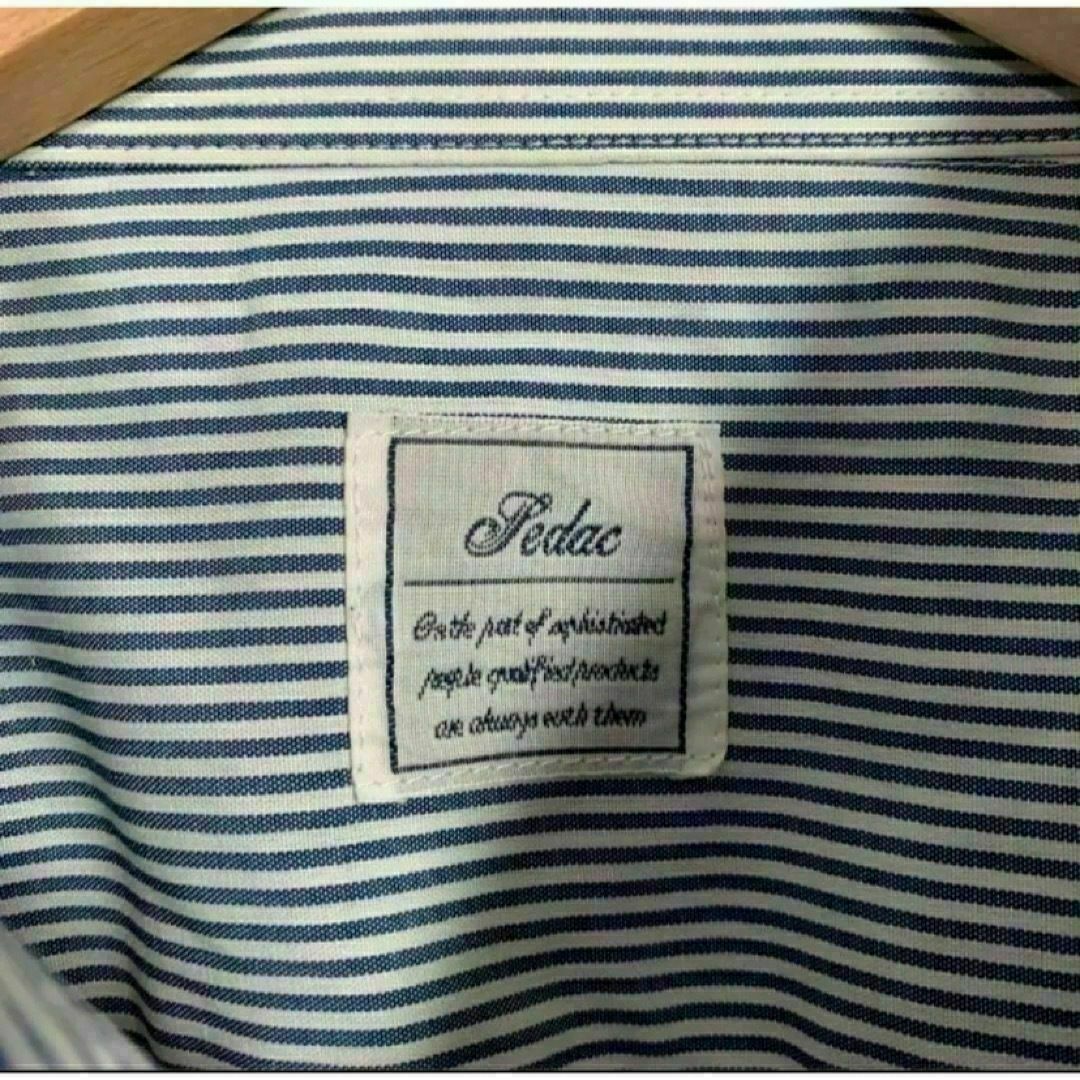 Pedac
On the part of sophisticated
people qualified products
are always with them